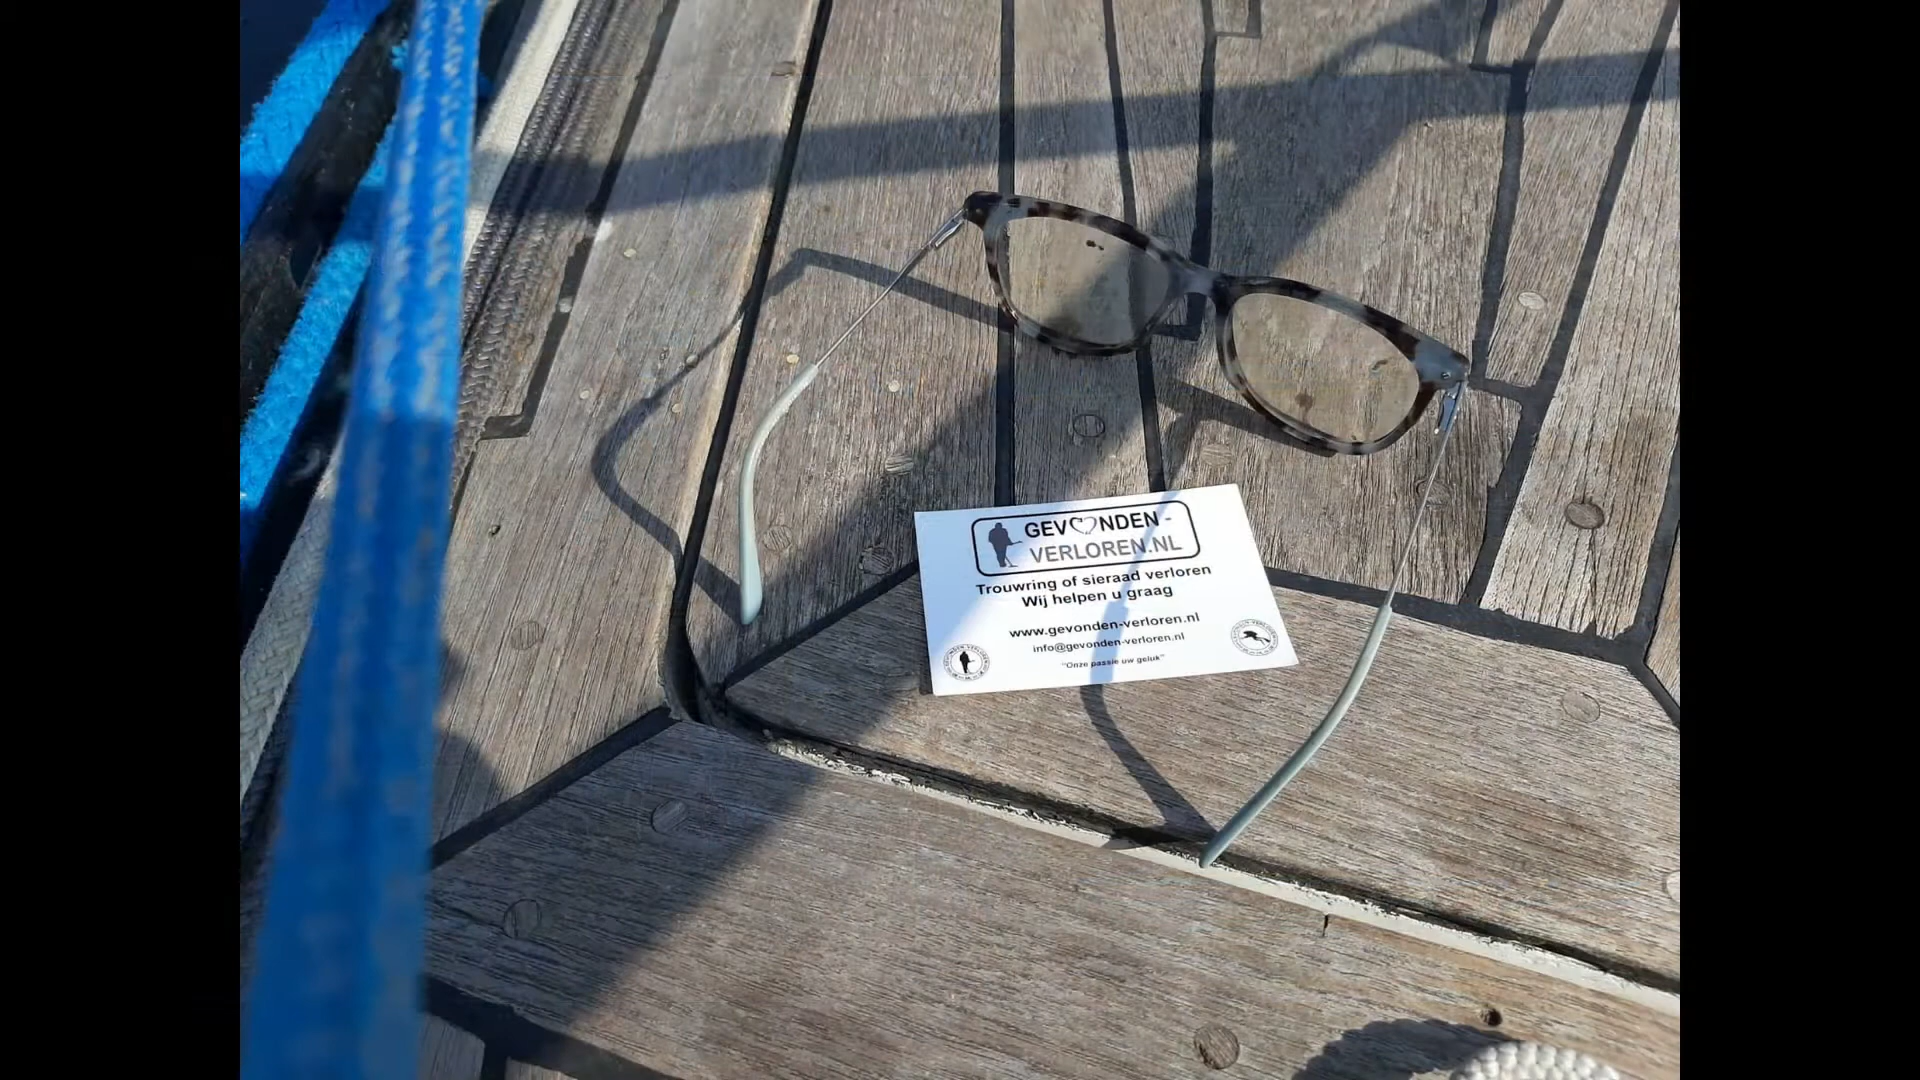 GEVONDEN -
VERLOREN.NL
Trouwring of sieraad verloren
Wij helpen u graag
www.gevonden-verloren.nl
info@gevonden-verloren.nl
"Onze passie uw geluk"